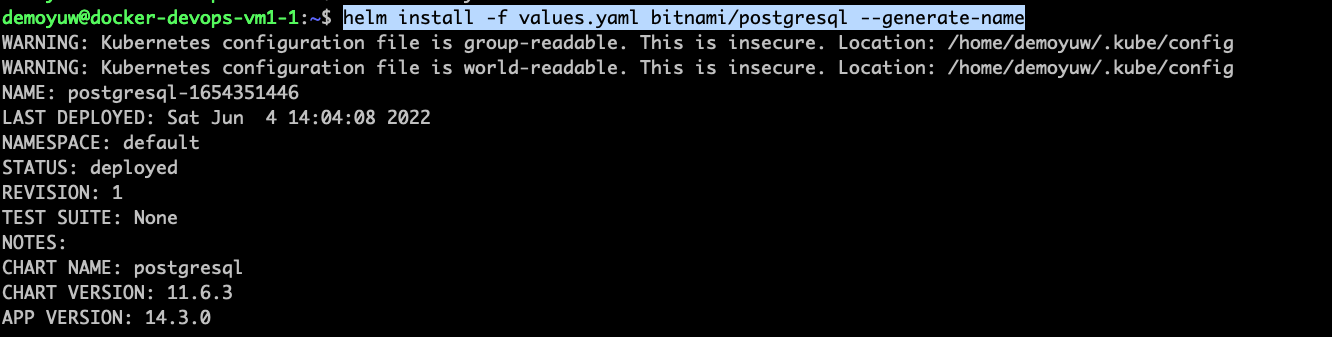 demoyuw@docker-devops-vm1-1:~$ helm install -f values.yaml bitnami/postgresql --generate-name
WARNING: Kubernetes configuration file is group-readable. This is insecure. Location: /home/demoyuw/.kube/config
WARNING: Kubernetes configuration file is world-readable. This is insecure. Location: /home/demoyuw/.kube/config
NAME: postgresql-1654351446
LAST DEPLOYED: Sat Jun  4 14:04:08 2022
NAMESPACE: default
STATUS: deployed
REVISION: 1
TEST SUITE: None
NOTES:
CHART NAME: postgresql
CHART VERSION: 11.6.3
APP VERSION: 14.3.0